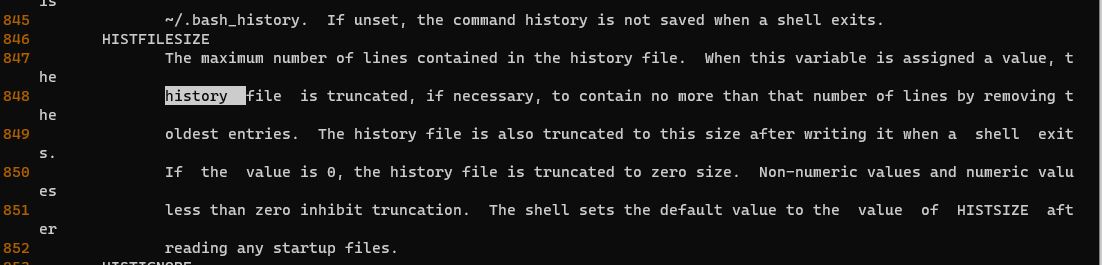 is
845 ~/.bash_history.  If unset, the command history is not saved when a shell exits.
846 HISTFILESIZE
847 The maximum number of lines contained in the history file.  When this variable is assigned a value, t
he
848 history file  is truncated, if necessary, to contain no more than that number of lines by removing t
he
849 oldest entries.  The history file is also truncated to this size after writing it when a  shell  exit
s.
850 If  the  value is 0, the history file is truncated to zero size.  Non-numeric values and numeric valu
es
851 less than zero inhibit truncation.  The shell sets the default value to the  value  of  HISTSIZE  aft
er
852 reading any startup files.
853 HISTIGNORE